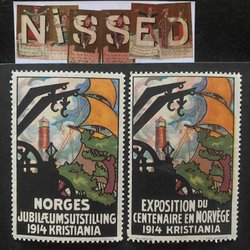 NiSSED
NORGES
JUBILÆUMSUTSTILLING
1914 KRISTIANIA
EXPOSITION DU
CENTENAIRE EN NORVÈGE
1914 KRISTIANIA